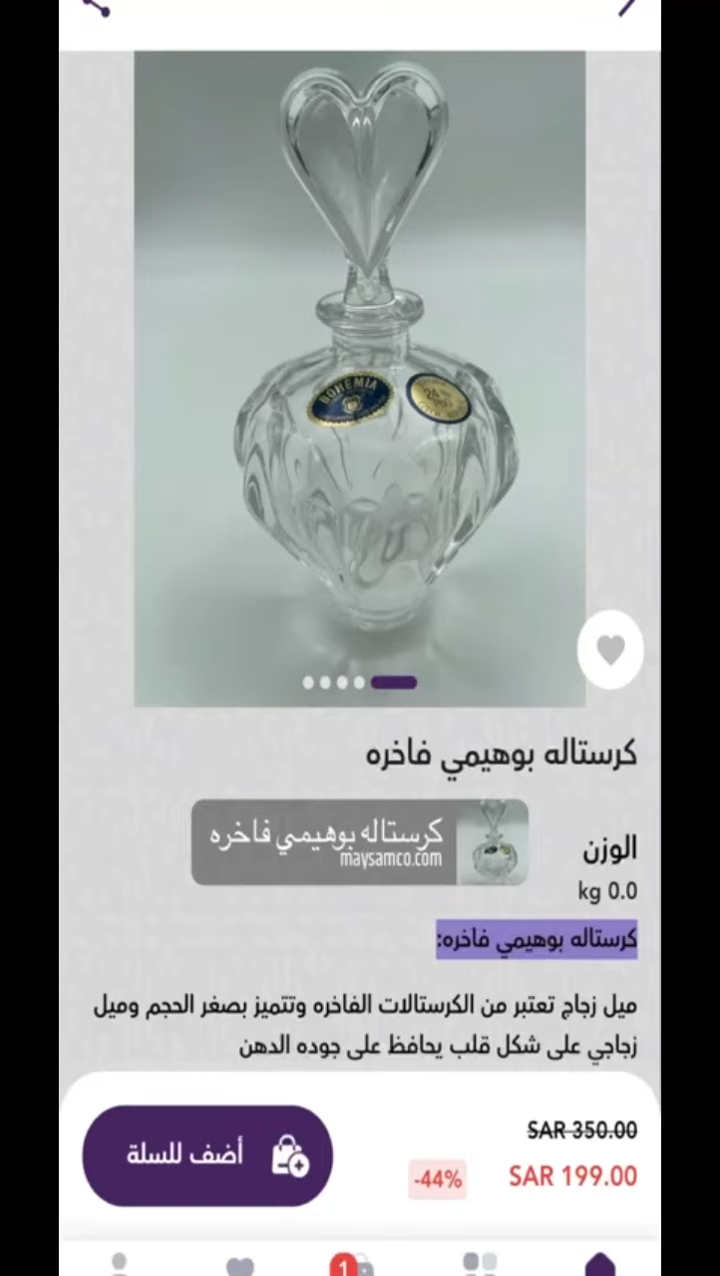 BOHEMIA
24
كرستاله بوهيمي فاخره
كرستاله بوهيمي فاخره
maysamco.com
الوزن
0.0 kg
كرستاله بوهيمي فاخره:
ميل زجاج تعتبر من الكرستالات الفاخره وتتميز بصغر الحجم وميل
زجاجي على شكل قلب يحافظ على جوده الدهن
SAR 350.00
SAR 199.00
-44%
أضف للسلة
1